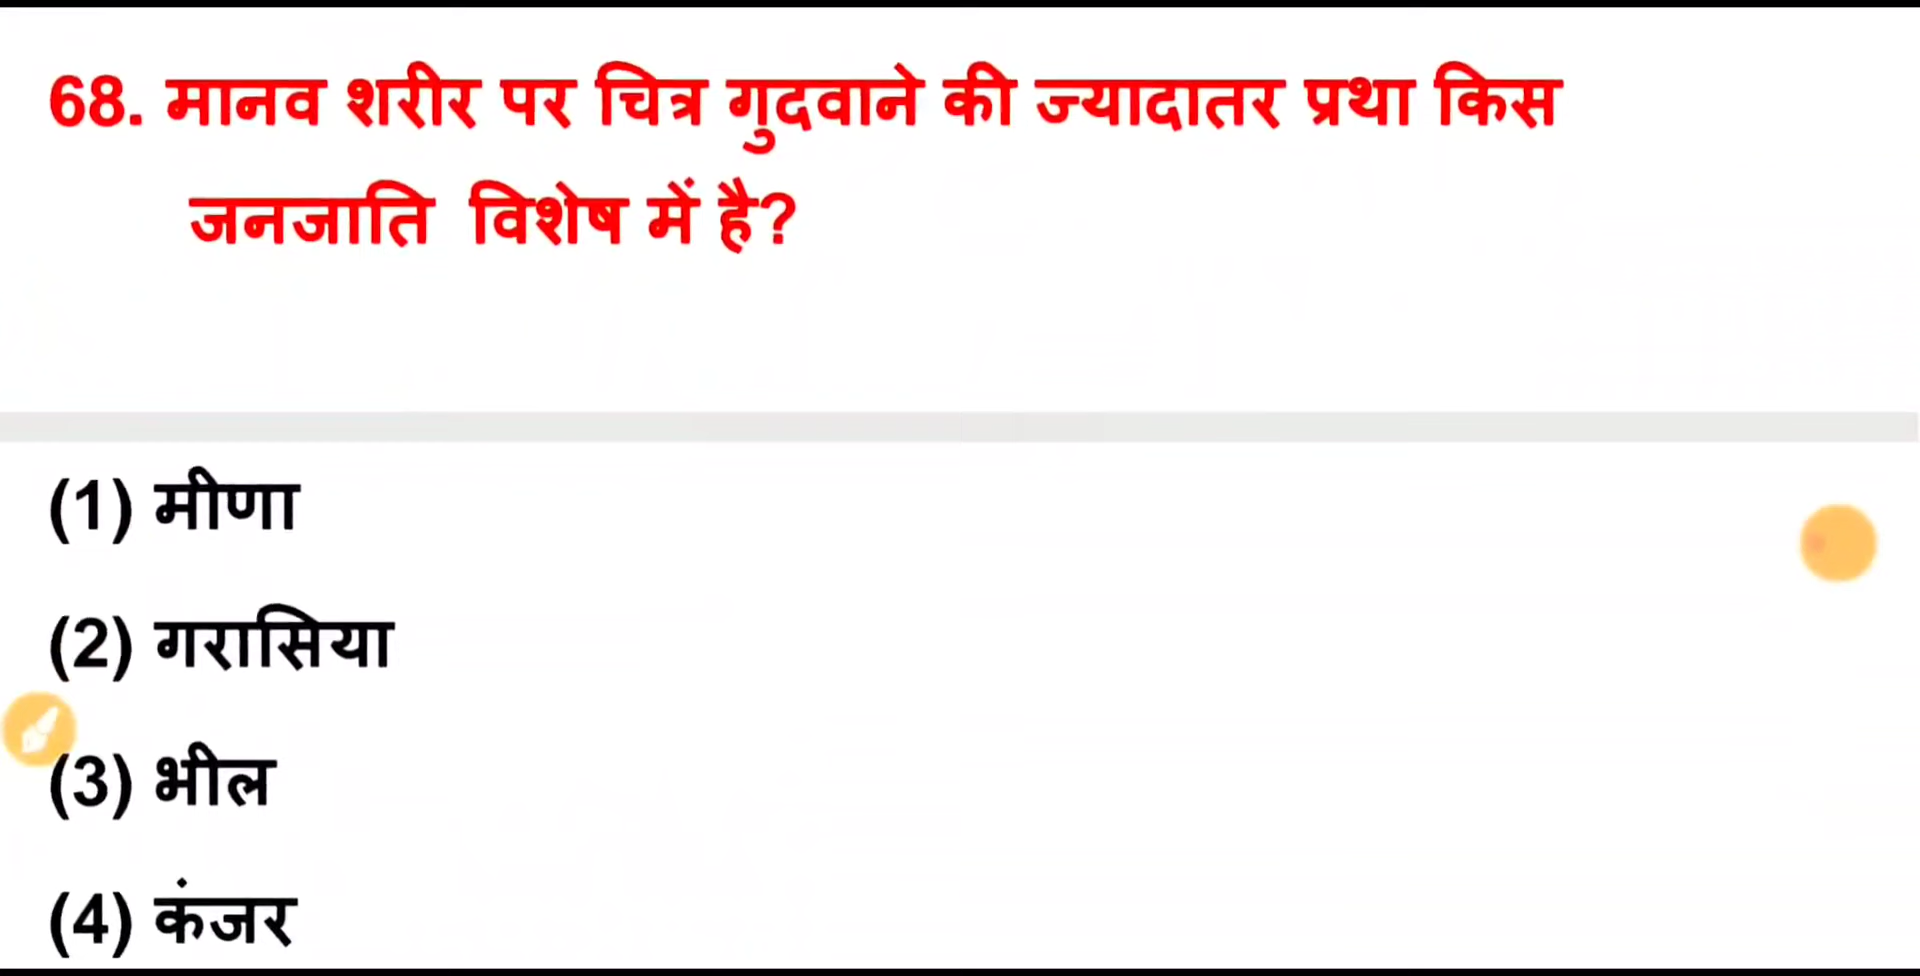 68. मानव शरीर पर चित्र गुदवाने की ज्यादातर प्रथा किस
जनजाति विशेष में है?
(1) मीणा
(2) गरासिया
(3) भील
(4) कंजर